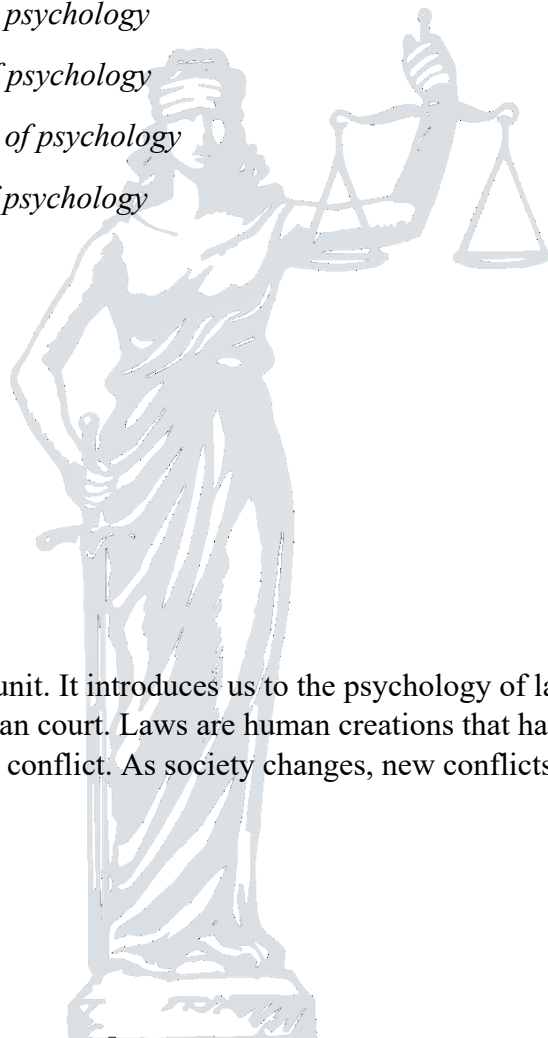 psychology
f psychology
of psychology
f psychology
unit. It introduces us to the psychology of la
an court. Laws are human creations that ha
conflict. As society changes, new conflicts